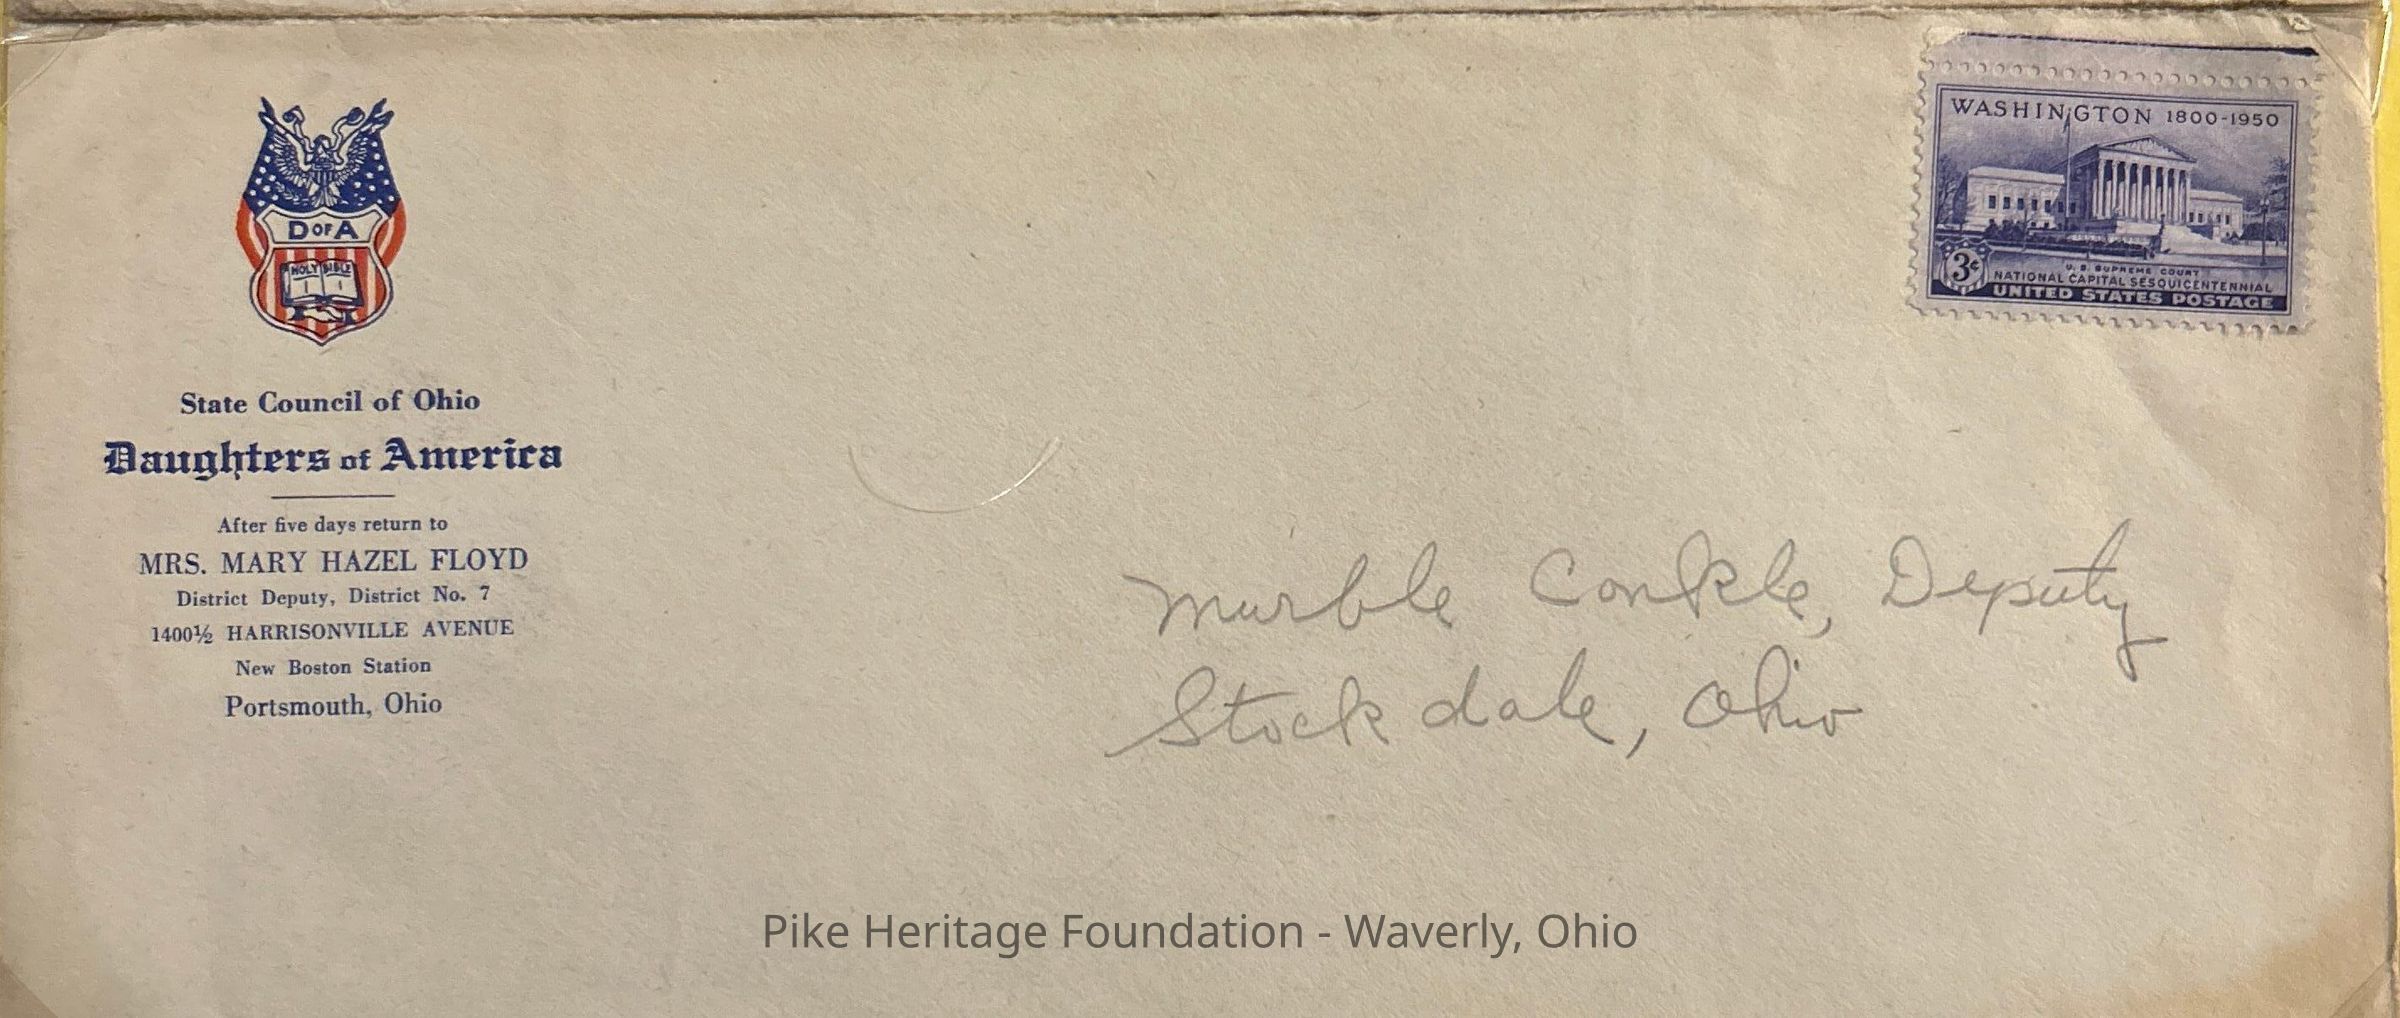 D OF A
HOLY BIBLE
State Council of Ohio
Daughters of America
After five days return to
MRS. MARY HAZEL FLOYD
District Deputy, District No. 7
1400½ HARRISONVILLE AVENUE
New Boston Station
Portsmouth, Ohio
WASHINGTON 1800-1950
3¢
U. S. SUPREME COURT
NATIONAL CAPITAL SESQUICENTENNIAL
UNITED STATES POSTAGE
Murble Conkle, Deputy
Stockdale, Ohio
Pike Heritage Foundation - Waverly, Ohio